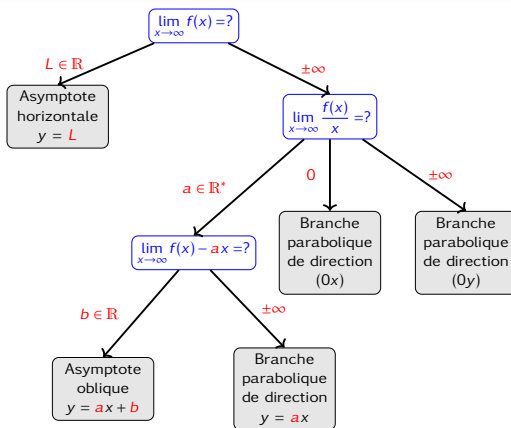 lim f(x)=?
x→∞
L∈ℝ
±∞
Asymptote
horizontale
y = L
lim f(x)/x =?
x→∞
a∈ℝ*
0
±∞
Branche
parabolique
de direction
(0x)
Branche
parabolique
de direction
(0y)
lim f(x)−ax=?
x→∞
b∈ℝ
±∞
Asymptote
oblique
y = ax+b
Branche
parabolique
de direction
y = ax